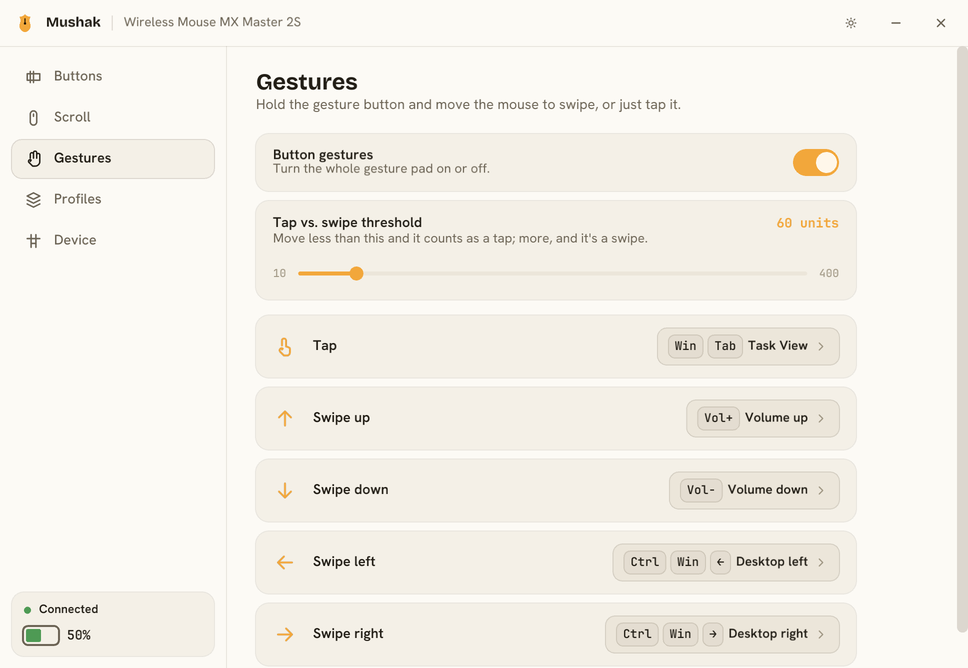 Mushak | Wireless Mouse MX Master 2S
Buttons
Scroll
Gestures
Profiles
Device
Connected
50%
Gestures
Hold the gesture button and move the mouse to swipe, or just tap it.
Button gestures
Turn the whole gesture pad on or off.
Tap vs. swipe threshold 60 units
Move less than this and it counts as a tap; more, and it's a swipe.
10 400
Tap Win Tab Task View
Swipe up Vol+ Volume up
Swipe down Vol- Volume down
Swipe left Ctrl Win ← Desktop left
Swipe right Ctrl Win → Desktop right